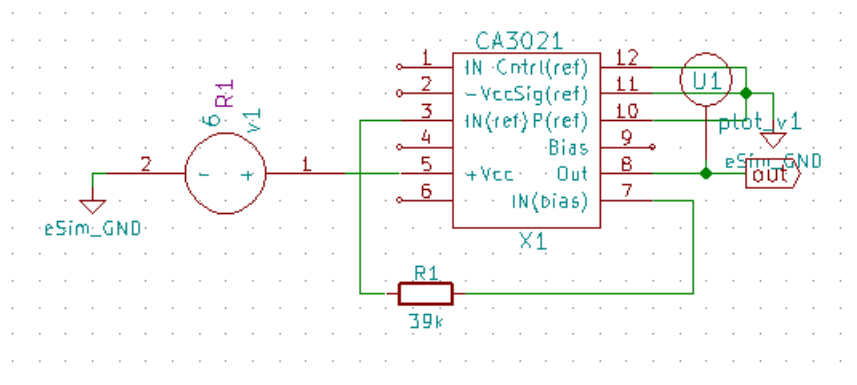 CA3021
1 IN Cntrl(ref) 12
2 -Vcc Sig(ref) 11
3 IN(ref) P(ref) 10
4 Bias 9
5 +Vcc Out 8
6 IN(bias) 7
X1
U1
plot_v1
eSim_GND
out
R1
6
v1
2 - + 1
eSim_GND
R1
39k